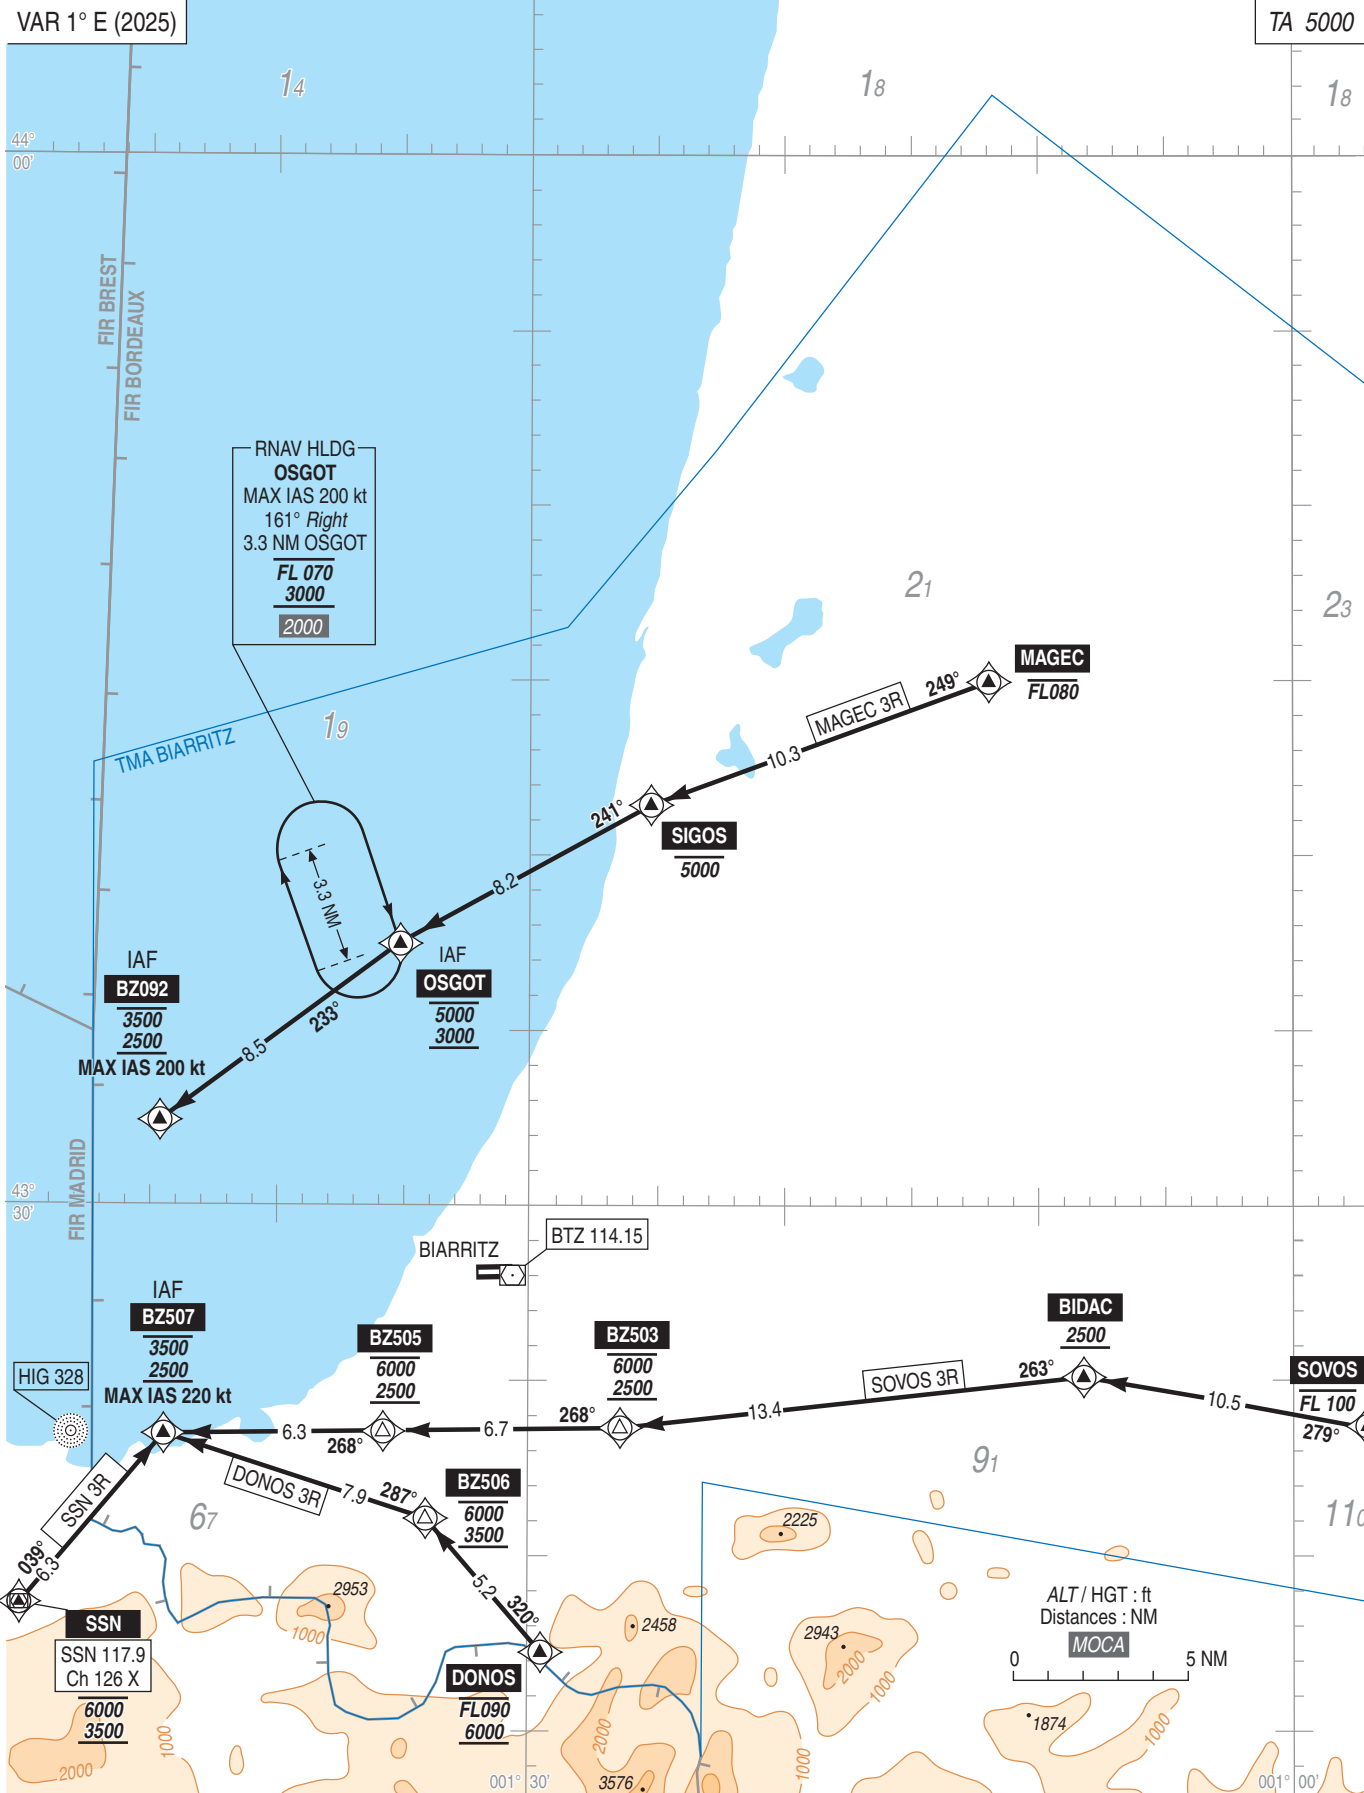 VAR 1° E (2025)
TA 5000
14
18
18
44°
00'
FIR BREST
FIR BORDEAUX
RNAV HLDG
OSGOT
MAX IAS 200 kt
161° Right
3.3 NM OSGOT
FL 070
3000
2000
21
23
MAGEC
FL080
249°
MAGEC 3R
10.3
19
TMA BIARRITZ
241°
SIGOS
5000
8.2
3.3 NM
IAF
OSGOT
5000
3000
IAF
BZ092
3500
2500
MAX IAS 200 kt
233°
8.5
FIR MADRID
43°
30'
BIARRITZ
BTZ 114.15
IAF
BZ507
3500
2500
MAX IAS 220 kt
HIG 328
BZ505
6000
2500
BZ503
6000
2500
BIDAC
2500
SOVOS
FL 100
279°
263°
SOVOS 3R
10.5
13.4
268°
6.7
268°
6.3
91
DONOS 3R
7.9
287°
BZ506
6000
3500
SSN 3R
67
110
039°
6.3
5.2
320°
2225
2953
1000
2458
2943
2000
1000
ALT / HGT : ft
Distances : NM
MOCA
0
5 NM
SSN
SSN 117.9
Ch 126 X
6000
3500
DONOS
FL090
6000
1000
2000
2000
3576
1000
1874
1000
001° 30'
001° 00'